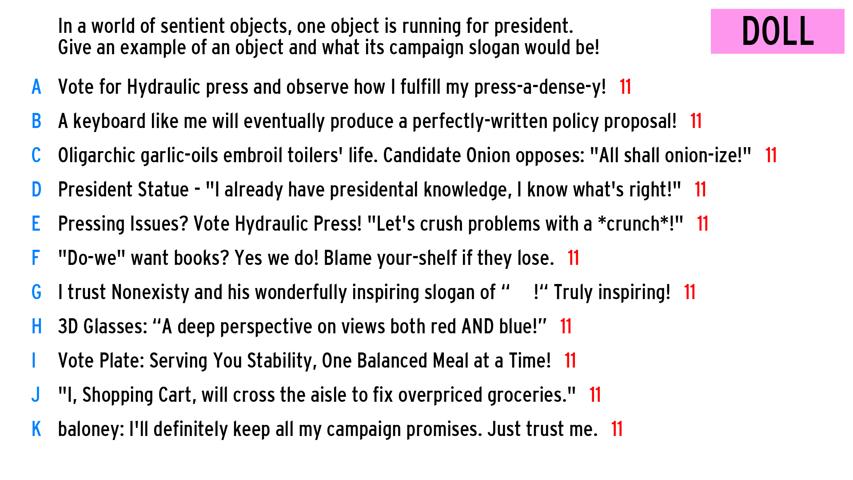 In a world of sentient objects, one object is running for president.
Give an example of an object and what its campaign slogan would be!
DOLL
A Vote for Hydraulic press and observe how I fulfill my press-a-dense-y! 11
B A keyboard like me will eventually produce a perfectly-written policy proposal! 11
C Oligarchic garlic-oils embroil toilers' life. Candidate Onion opposes: "All shall onion-ize!" 11
D President Statue - "I already have presidental knowledge, I know what's right!" 11
E Pressing Issues? Vote Hydraulic Press! "Let's crush problems with a *crunch*!" 11
F "Do-we" want books? Yes we do! Blame your-shelf if they lose. 11
G I trust Nonexisty and his wonderfully inspiring slogan of “    !“ Truly inspiring! 11
H 3D Glasses: “A deep perspective on views both red AND blue!” 11
I Vote Plate: Serving You Stability, One Balanced Meal at a Time! 11
J "I, Shopping Cart, will cross the aisle to fix overpriced groceries." 11
K baloney: I'll definitely keep all my campaign promises. Just trust me. 11